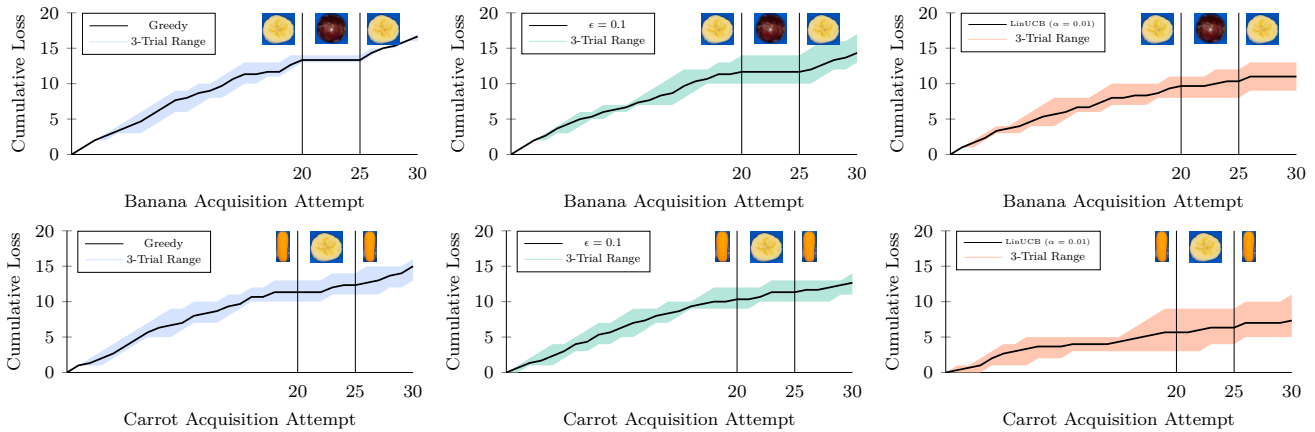 Cumulative Loss
20
15
10
5
0
Greedy
3-Trial Range
20
25
30
Banana Acquisition Attempt
Cumulative Loss
20
15
10
5
0
ϵ = 0.1
3-Trial Range
20
25
30
Banana Acquisition Attempt
Cumulative Loss
20
15
10
5
0
LinUCB (α = 0.01)
3-Trial Range
20
25
30
Banana Acquisition Attempt
Cumulative Loss
20
15
10
5
0
Greedy
3-Trial Range
20
25
30
Carrot Acquisition Attempt
Cumulative Loss
20
15
10
5
0
ϵ = 0.1
3-Trial Range
20
25
30
Carrot Acquisition Attempt
Cumulative Loss
20
15
10
5
0
LinUCB (α = 0.01)
3-Trial Range
20
25
30
Carrot Acquisition Attempt